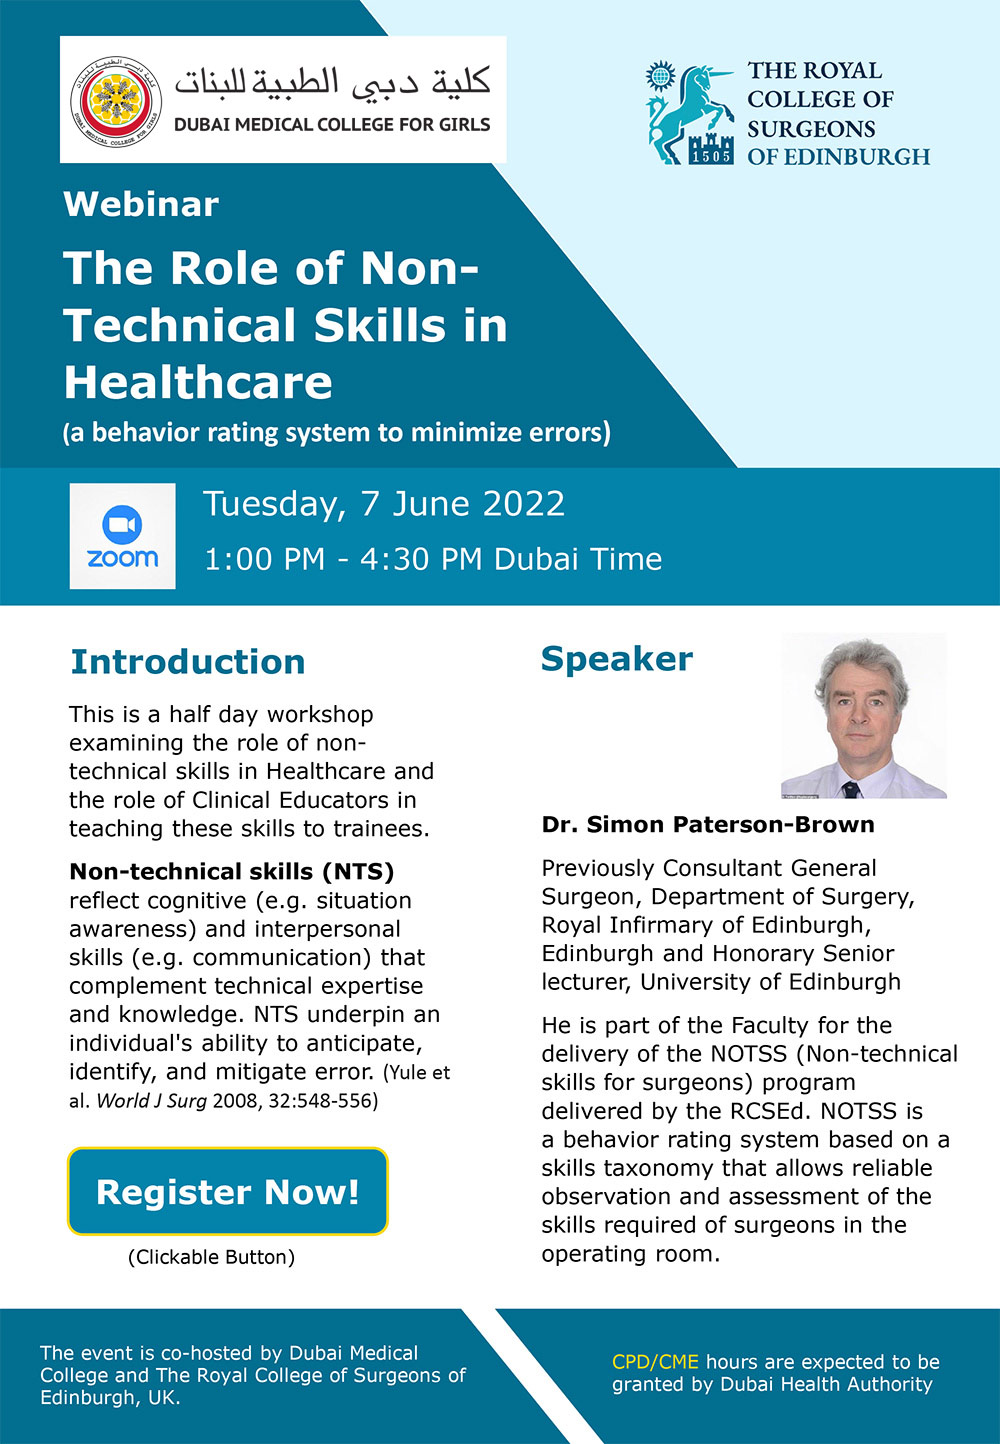 كلية دبي الطبية للبنات
DUBAI MEDICAL COLLEGE FOR GIRLS
كلية دبي الطبية للبنات
DUBAI MEDICAL COLLEGE FOR GIRLS
THE ROYAL
COLLEGE OF
SURGEONS
OF EDINBURGH
1505
Webinar
The Role of Non-
Technical Skills in
Healthcare
(a behavior rating system to minimize errors)
zoom
Tuesday, 7 June 2022
1:00 PM - 4:30 PM Dubai Time
Introduction
This is a half day workshop
examining the role of non-
technical skills in Healthcare and
the role of Clinical Educators in
teaching these skills to trainees.
Non-technical skills (NTS)
reflect cognitive (e.g. situation
awareness) and interpersonal
skills (e.g. communication) that
complement technical expertise
and knowledge. NTS underpin an
individual's ability to anticipate,
identify, and mitigate error. (Yule et
al. World J Surg 2008, 32:548-556)
Register Now!
(Clickable Button)
Speaker
Dr. Simon Paterson-Brown
Previously Consultant General
Surgeon, Department of Surgery,
Royal Infirmary of Edinburgh,
Edinburgh and Honorary Senior
lecturer, University of Edinburgh
He is part of the Faculty for the
delivery of the NOTSS (Non-technical
skills for surgeons) program
delivered by the RCSEd. NOTSS is
a behavior rating system based on a
skills taxonomy that allows reliable
observation and assessment of the
skills required of surgeons in the
operating room.
The event is co-hosted by Dubai Medical
College and The Royal College of Surgeons of
Edinburgh, UK.
CPD/CME hours are expected to be
granted by Dubai Health Authority